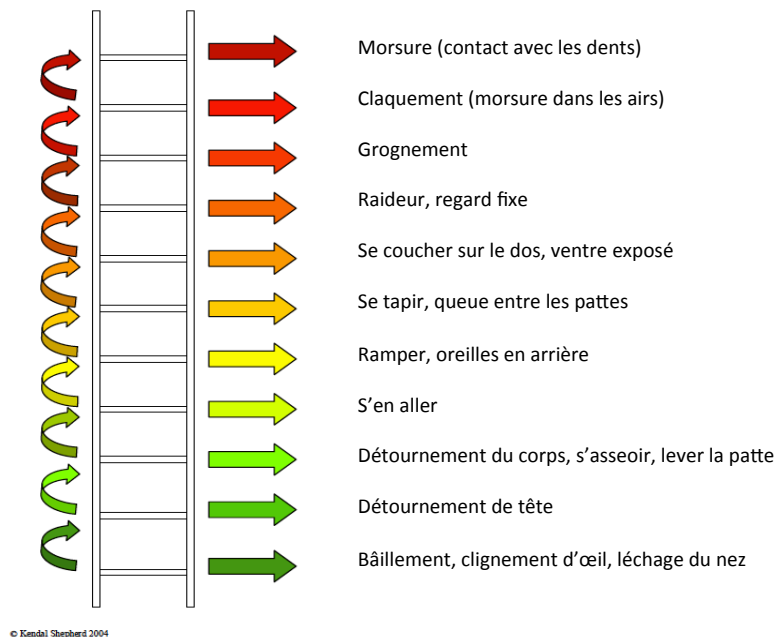 Morsure (contact avec les dents)
Claquement (morsure dans les airs)
Grognement
Raideur, regard fixe
Se coucher sur le dos, ventre exposé
Se tapir, queue entre les pattes
Ramper, oreilles en arrière
S’en aller
Détournement du corps, s’asseoir, lever la patte
Détournement de tête
Bâillement, clignement d’œil, léchage du nez
© Kendal Shepherd 2004